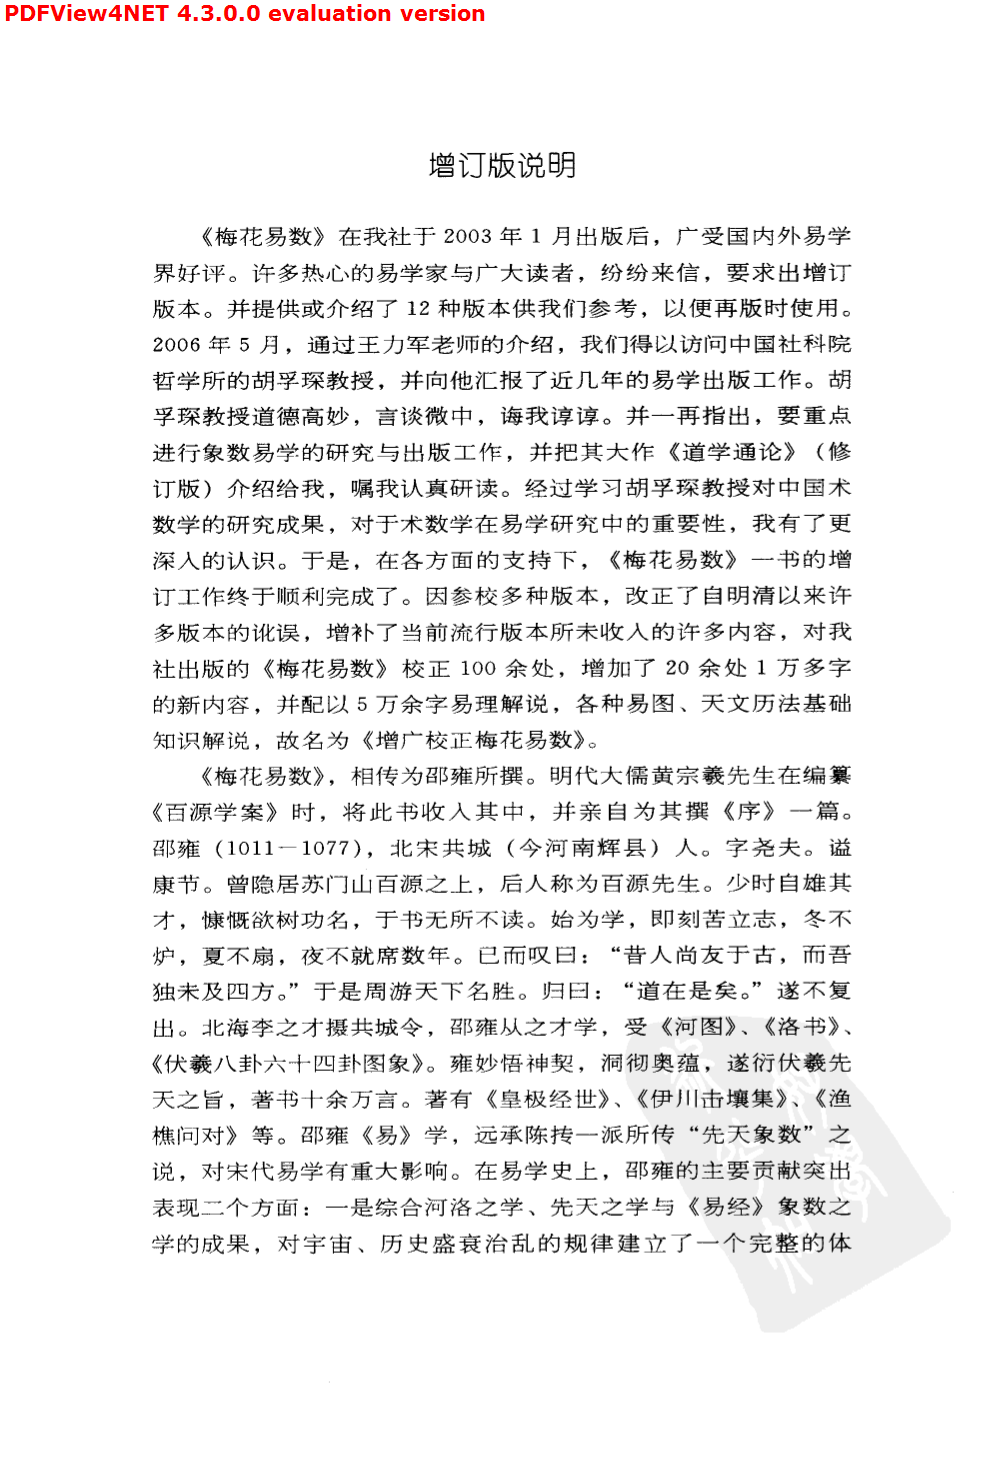 PDFView4NET 4.3.0.0 evaluation version
增订版说明
《梅花易数》在我社于 2003 年 1 月出版后，广受国内外易学
界好评。许多热心的易学家与广大读者，纷纷来信，要求出增订
版本。并提供或介绍了 12 种版本供我们参考，以便再版时使用。
2006 年 5 月，通过王力军老师的介绍，我们得以访问中国社科院
哲学所的胡孚琛教授，并向他汇报了近几年的易学出版工作。胡
孚琛教授道德高妙，言谈微中，诲我谆谆。并一再指出，要重点
进行象数易学的研究与出版工作，并把其大作《道学通论》（修
订版）介绍给我，嘱我认真研读。经过学习胡孚琛教授对中国术
数学的研究成果，对于术数学在易学研究中的重要性，我有了更
深入的认识。于是，在各方面的支持下，《梅花易数》一书的增
订工作终于顺利完成了。因参校多种版本，改正了自明清以来许
多版本的讹误，增补了当前流行版本所未收入的许多内容，对我
社出版的《梅花易数》校正 100 余处，增加了 20 余处 1 万多字
的新内容，并配以 5 万余字易理解说，各种易图、天文历法基础
知识解说，故名为《增广校正梅花易数》。
《梅花易数》，相传为邵雍所撰。明代大儒黄宗羲先生在编纂
《百源学案》时，将此书收入其中，并亲自为其撰《序》一篇。
邵雍（1011－1077），北宋共城（今河南辉县）人。字尧夫。谥
康节。曾隐居苏门山百源之上，后人称为百源先生。少时自雄其
才，慷慨欲树功名，于书无所不读。始为学，即刻苦立志，冬不
炉，夏不扇，夜不就席数年。已而叹曰：“昔人尚友于古，而吾
独未及四方。”于是周游天下名胜。归曰：“道在是矣。”遂不复
出。北海李之才摄共城令，邵雍从之才学，受《河图》、《洛书》、
《伏羲八卦六十四卦图象》。雍妙悟神契，洞彻奥蕴，遂衍伏羲先
天之旨，著书十余万言。著有《皇极经世》、《伊川击壤集》、《渔
樵问对》等。邵雍《易》学，远承陈抟一派所传“先天象数”之
说，对宋代易学有重大影响。在易学史上，邵雍的主要贡献突出
表现二个方面：一是综合河洛之学、先天之学与《易经》象数之
学的成果，对宇宙、历史盛衰治乱的规律建立了一个完整的体